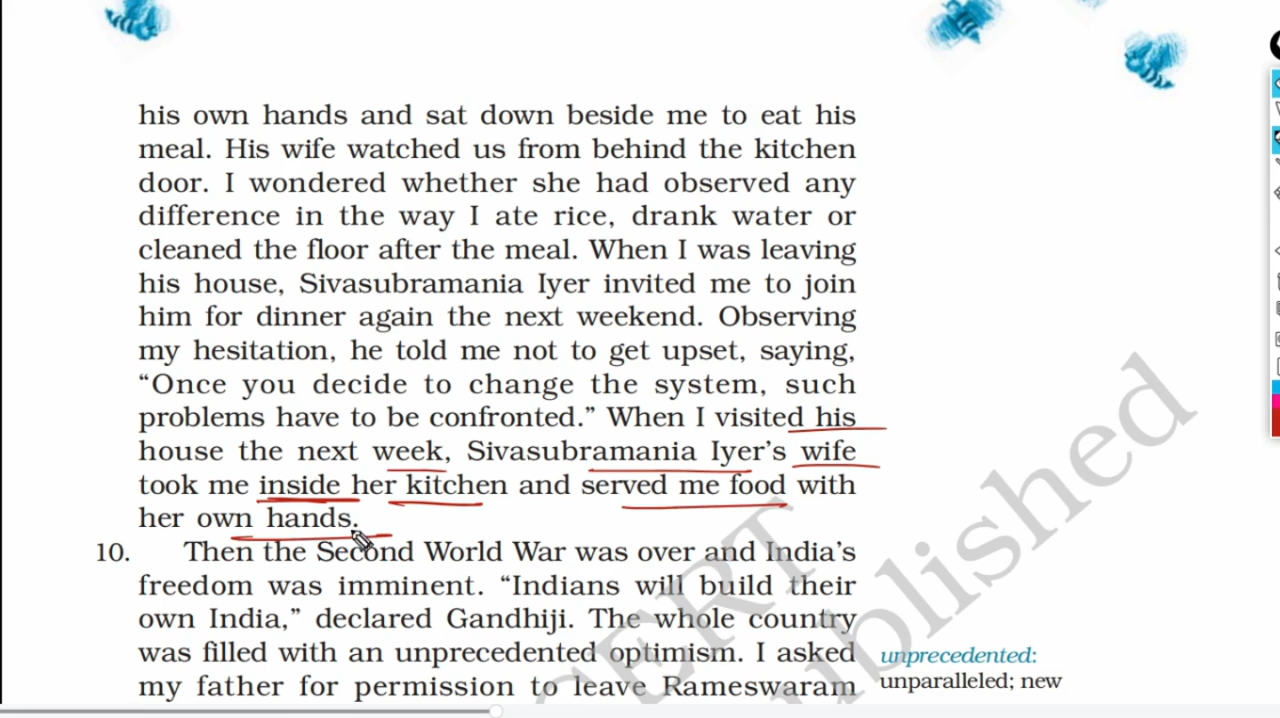 his own hands and sat down beside me to eat his
meal. His wife watched us from behind the kitchen
door. I wondered whether she had observed any
difference in the way I ate rice, drank water or
cleaned the floor after the meal. When I was leaving
his house, Sivasubramania Iyer invited me to join
him for dinner again the next weekend. Observing
my hesitation, he told me not to get upset, saying,
“Once you decide to change the system, such
problems have to be confronted.” When I visited his
house the next week, Sivasubramania Iyer’s wife
took me inside her kitchen and served me food with
her own hands.
10. Then the Second World War was over and India’s
freedom was imminent. “Indians will build their
own India,” declared Gandhiji. The whole country
was filled with an unprecedented optimism. I asked
my father for permission to leave Rameswaram
unprecedented:
unparalleled; new